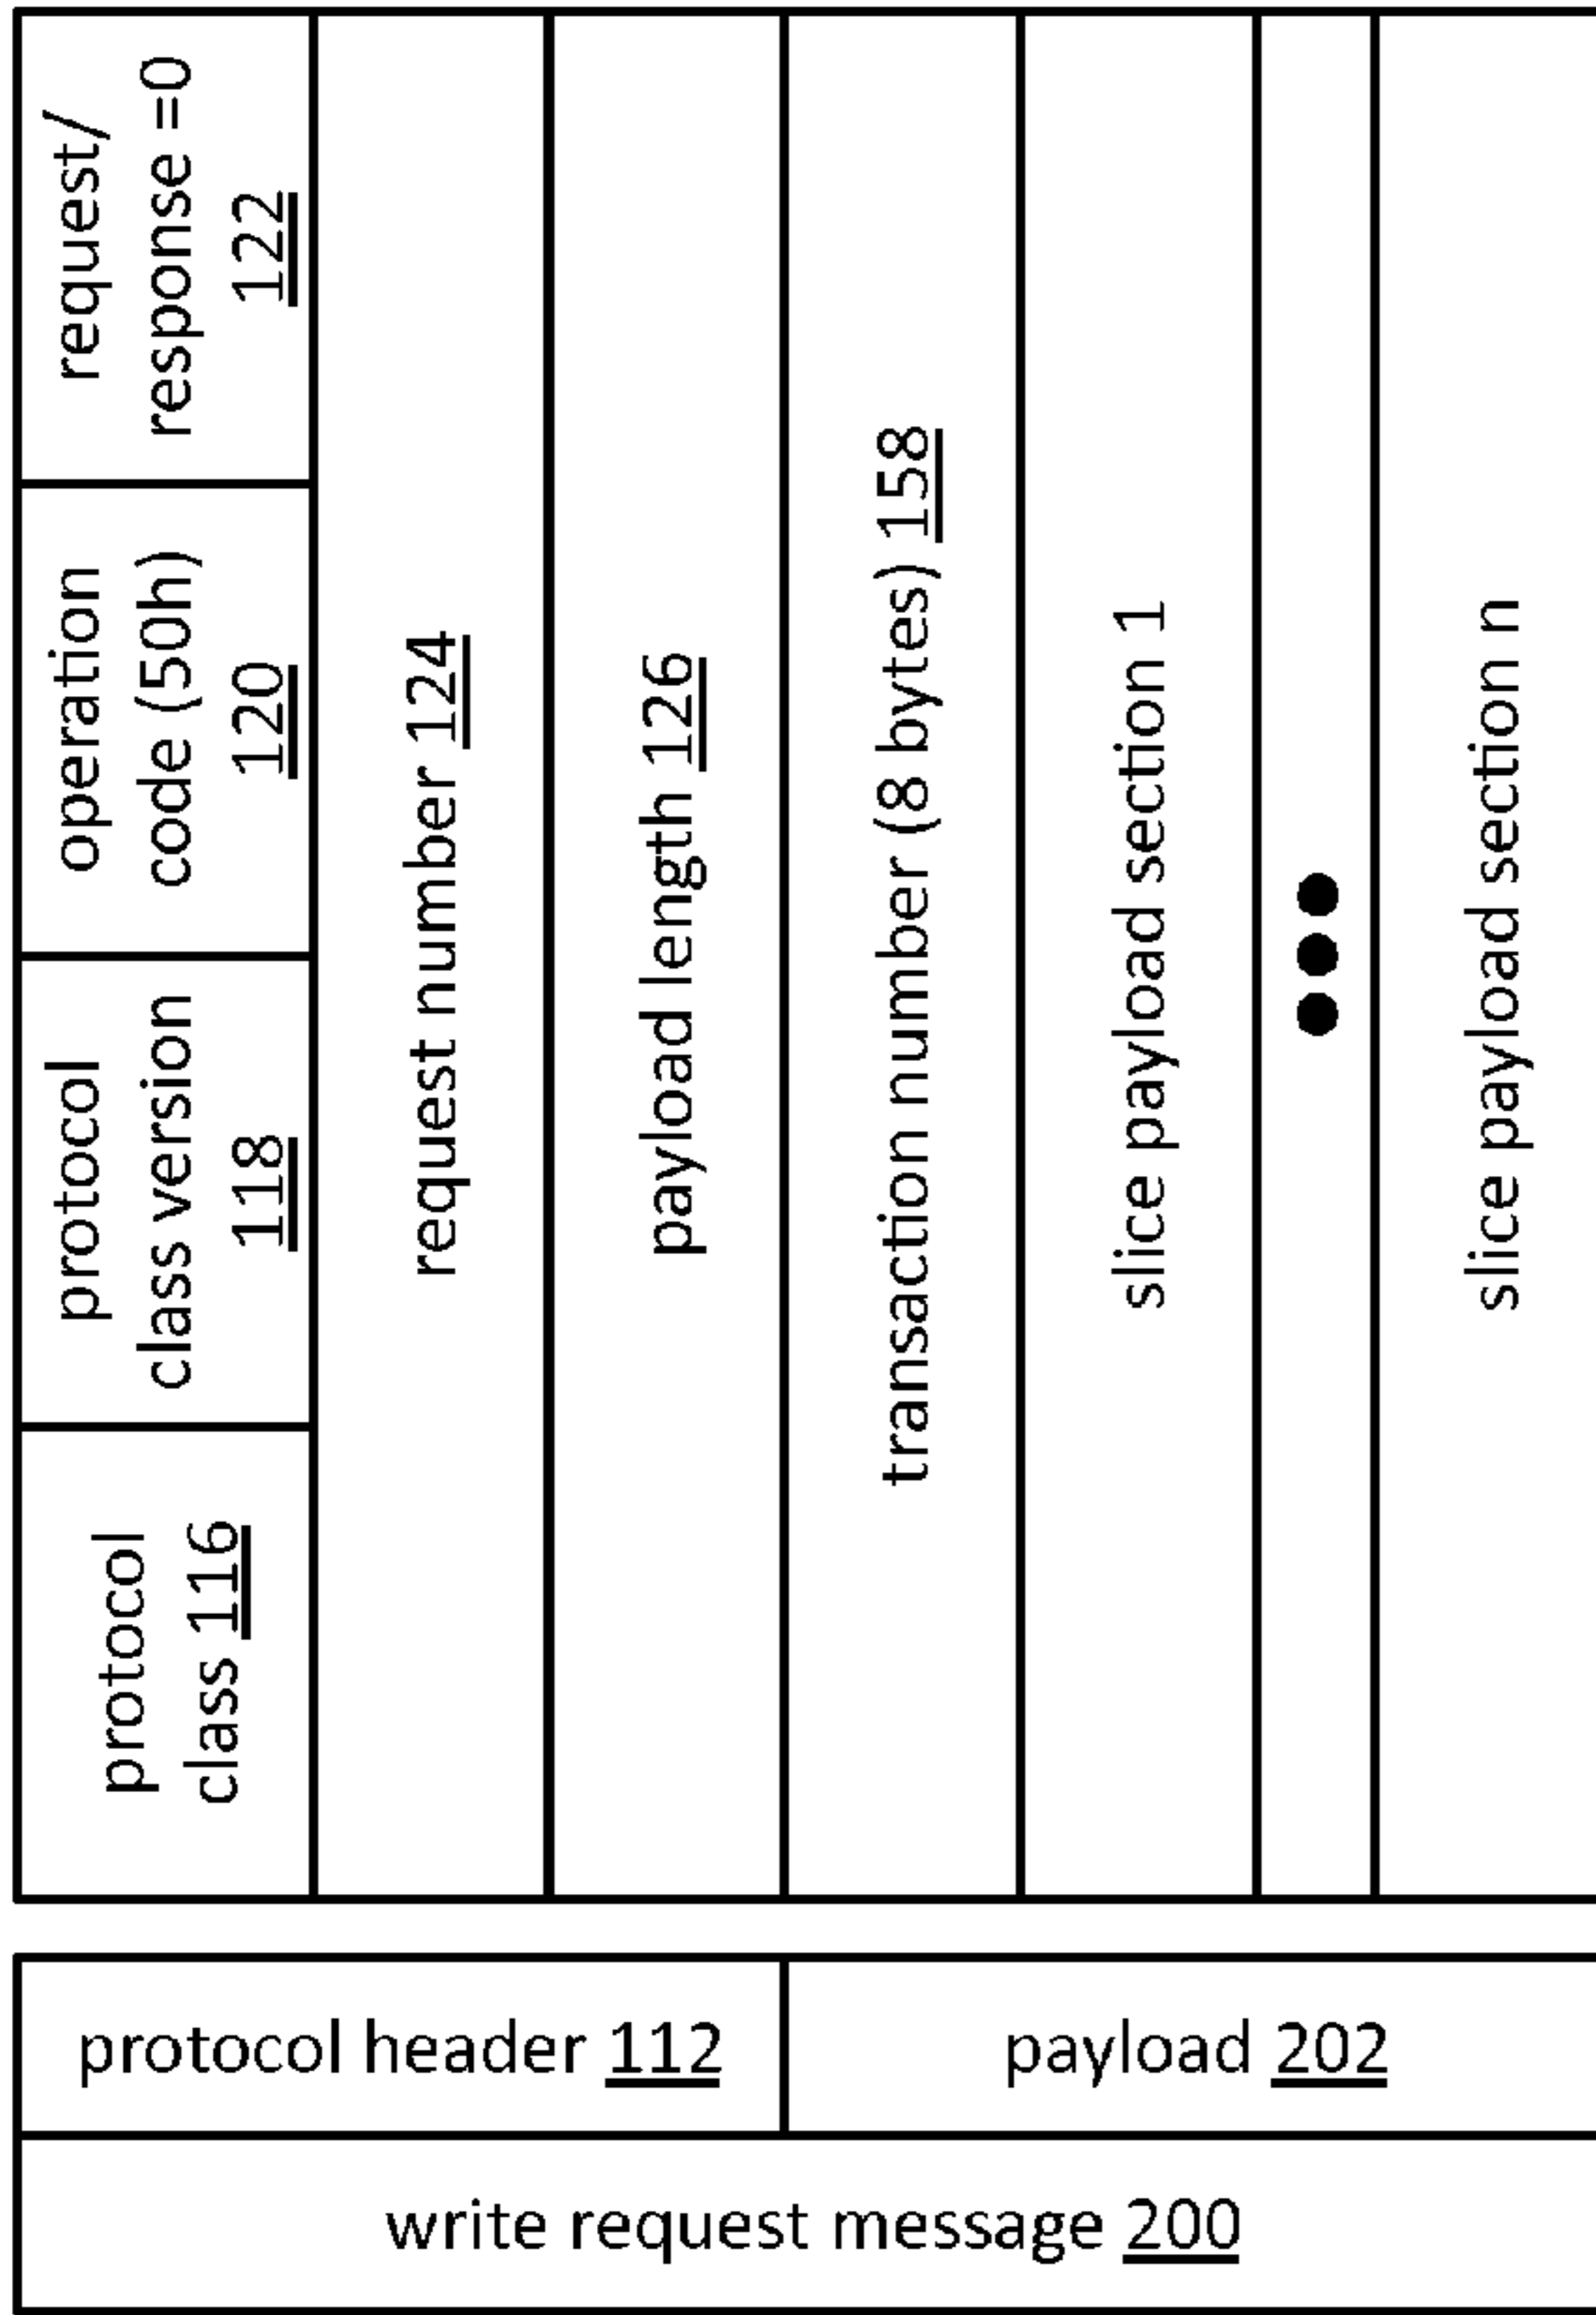 protocol
class 116
protocol
class version
118
operation
code (50h)
120
request/
response =0
122
request number 124
payload length 126
transaction number (8 bytes) 158
slice payload section 1
slice payload section n
protocol header 112
payload 202
write request message 200